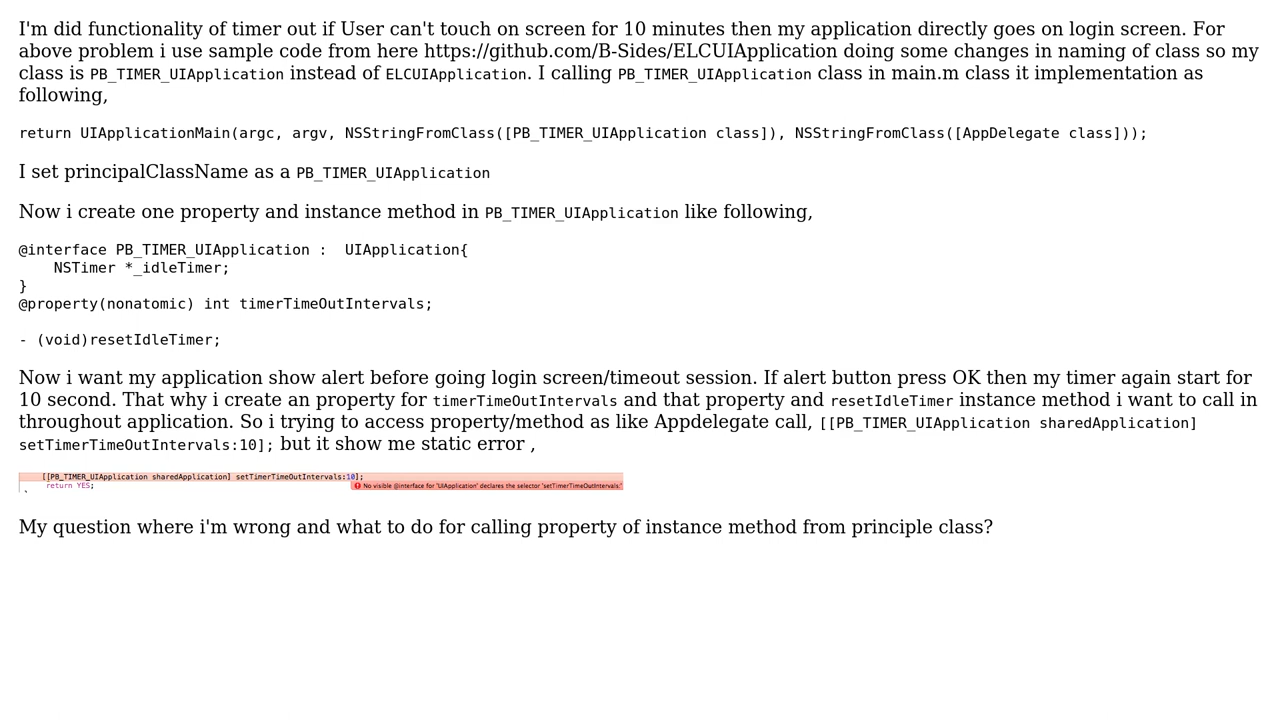 I'm did functionality of timer out if User can't touch on screen for 10 minutes then my application directly goes on login screen. For
above problem i use sample code from here https://github.com/B-Sides/ELCUIApplication doing some changes in naming of class so my
class is PB_TIMER_UIApplication instead of ELCUIApplication. I calling PB_TIMER_UIApplication class in main.m class it implementation as
following,
return UIApplicationMain(argc, argv, NSStringFromClass([PB_TIMER_UIApplication class]), NSStringFromClass([AppDelegate class]));
I set principalClassName as a PB_TIMER_UIApplication
Now i create one property and instance method in PB_TIMER_UIApplication like following,
@interface PB_TIMER_UIApplication :  UIApplication{
    NSTimer *_idleTimer;
}
@property(nonatomic) int timerTimeOutIntervals;
- (void)resetIdleTimer;
Now i want my application show alert before going login screen/timeout session. If alert button press OK then my timer again start for
10 second. That why i create an property for timerTimeOutIntervals and that property and resetIdleTimer instance method i want to call in
throughout application. So i trying to access property/method as like Appdelegate call, [[PB_TIMER_UIApplication sharedApplication]
setTimerTimeOutIntervals:10]; but it show me static error ,
[[PB_TIMER_UIApplication sharedApplication] setTimerTimeOutIntervals:10];
return YES; No visible @interface for 'UIApplication' declares the selector 'setTimerTimeOutIntervals:'
My question where i'm wrong and what to do for calling property of instance method from principle class?